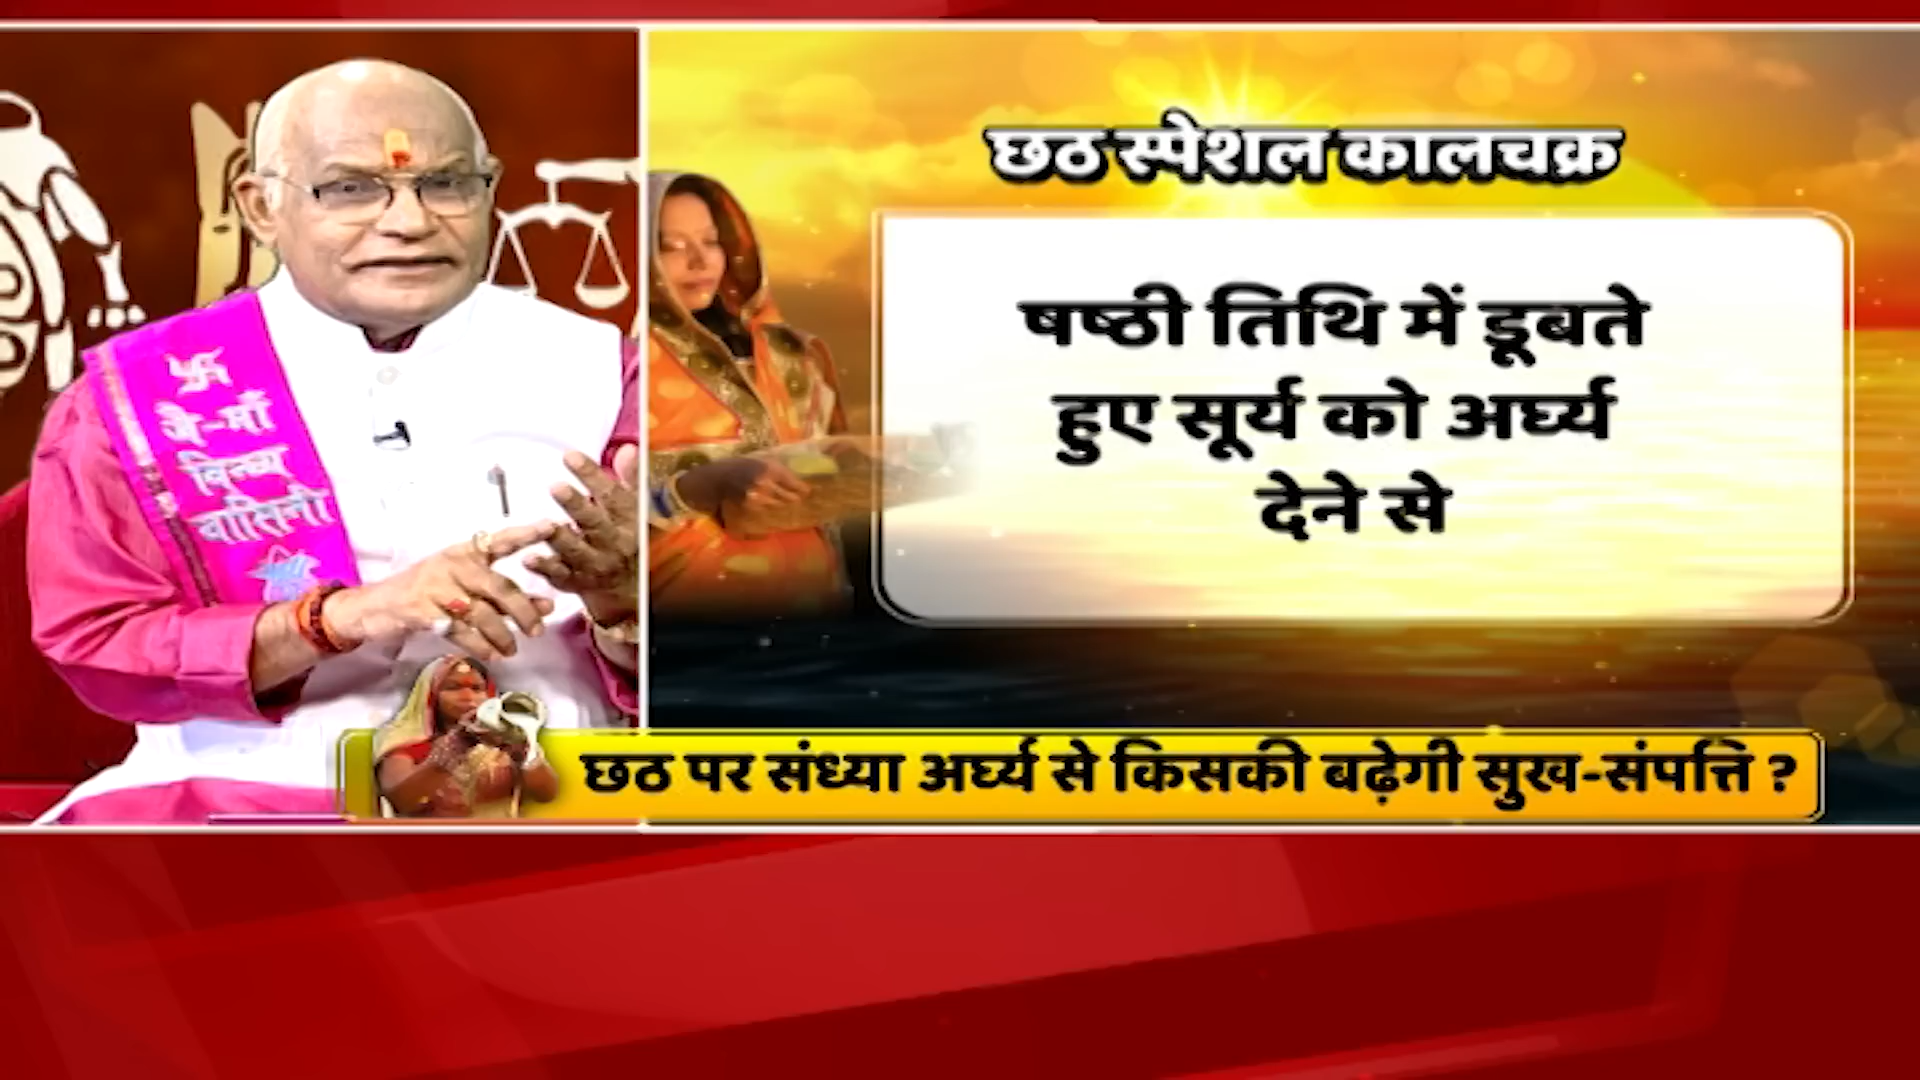 छठ स्पेशल कालचक्र
षष्ठी तिथि में डूबते
हुए सूर्य को अर्घ्य
देने से
जै-माँ
विन्ध्य
वासिनी
छठ पर संध्या अर्घ्य से किसकी बढ़ेगी सुख-संपत्ति ?